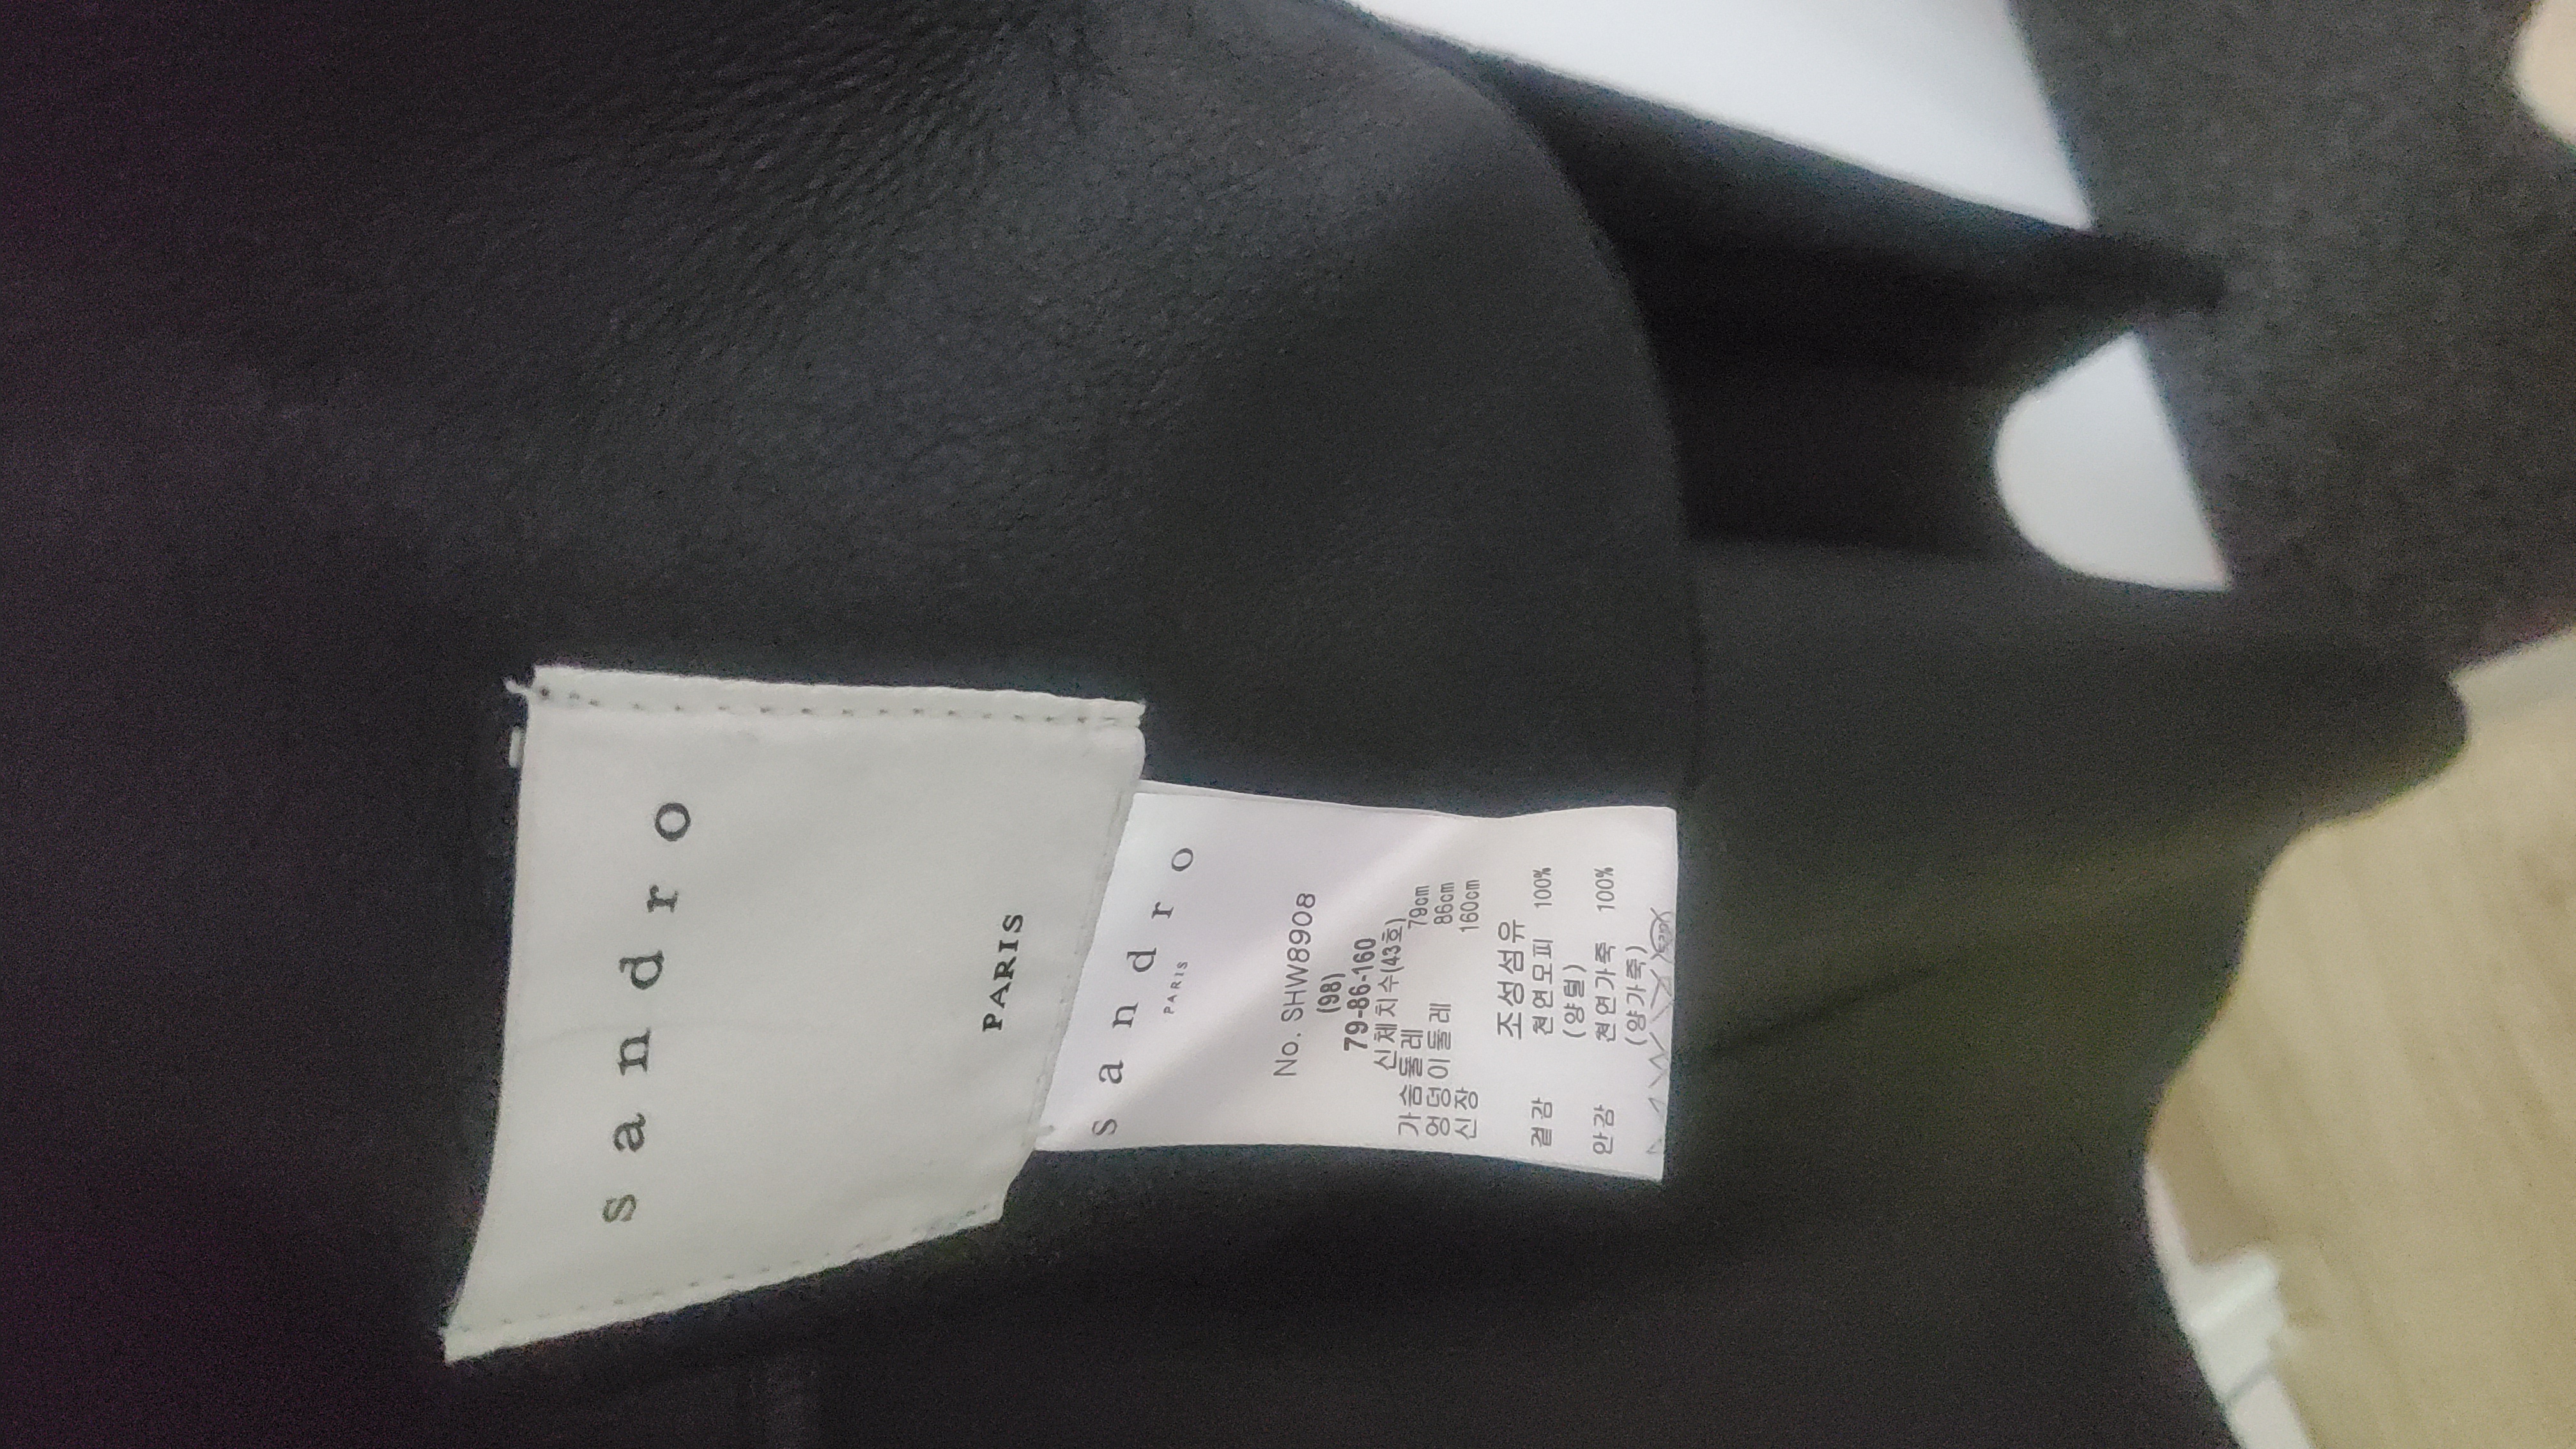 sandro
PARIS
sandro
PARIS
No. SHW8908
(98)
79-86-160
신체치수(43호)
가슴둘레 79cm
엉덩이둘레 86cm
신장 160cm
조성섬유
겉감 천연모피 100%
(양털)
안감 천연가죽 100%
(양가죽)